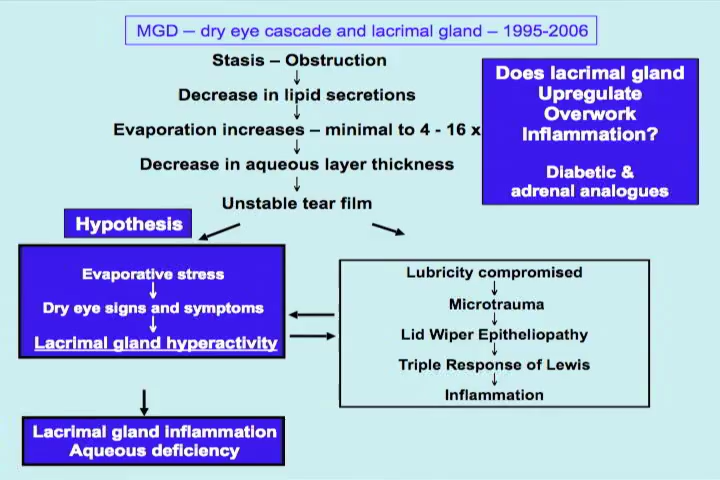 MGD – dry eye cascade and lacrimal gland – 1995-2006
Stasis – Obstruction
Decrease in lipid secretions
Evaporation increases – minimal to 4 - 16 x
Decrease in aqueous layer thickness
Unstable tear film
Does lacrimal gland
Upregulate
Overwork
Inflammation?
Diabetic &
adrenal analogues
Hypothesis
Evaporative stress
Dry eye signs and symptoms
Lacrimal gland hyperactivity
Lubricity compromised
Microtrauma
Lid Wiper Epitheliopathy
Triple Response of Lewis
Inflammation
Lacrimal gland inflammation
Aqueous deficiency